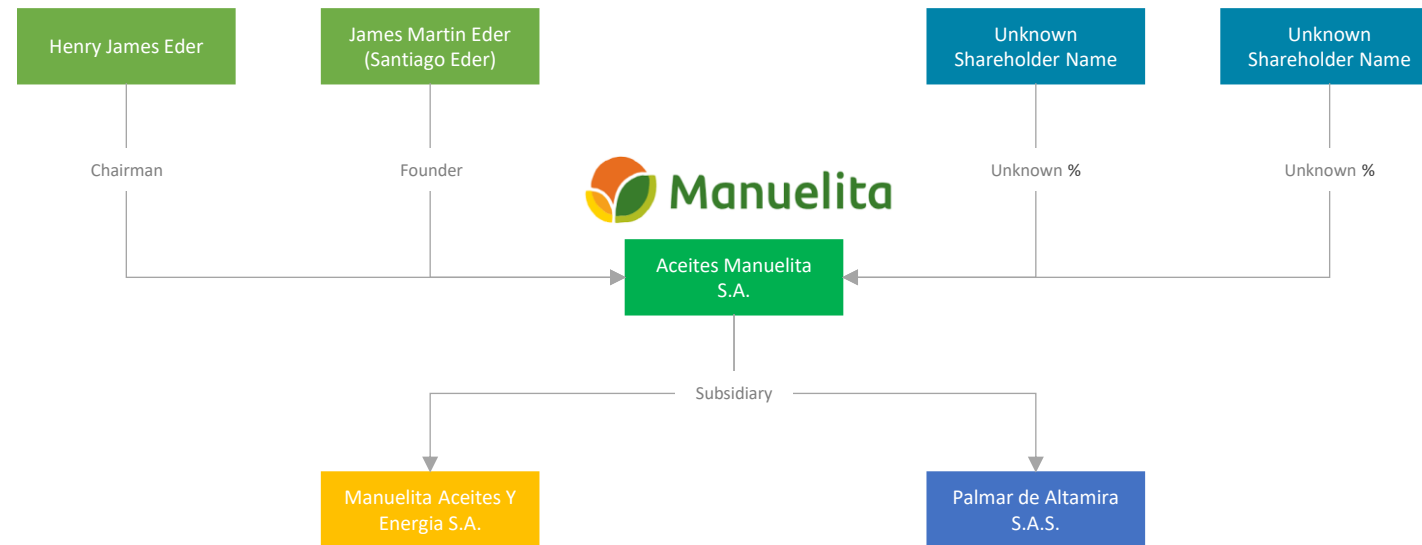 Henry James Eder
James Martin Eder
(Santiago Eder)
Unknown
Shareholder Name
Unknown
Shareholder Name
Chairman
Founder
Unknown %
Unknown %
Manuelita
Aceites Manuelita
S.A.
Subsidiary
Manuelita Aceites Y
Energia S.A.
Palmar de Altamira
S.A.S.